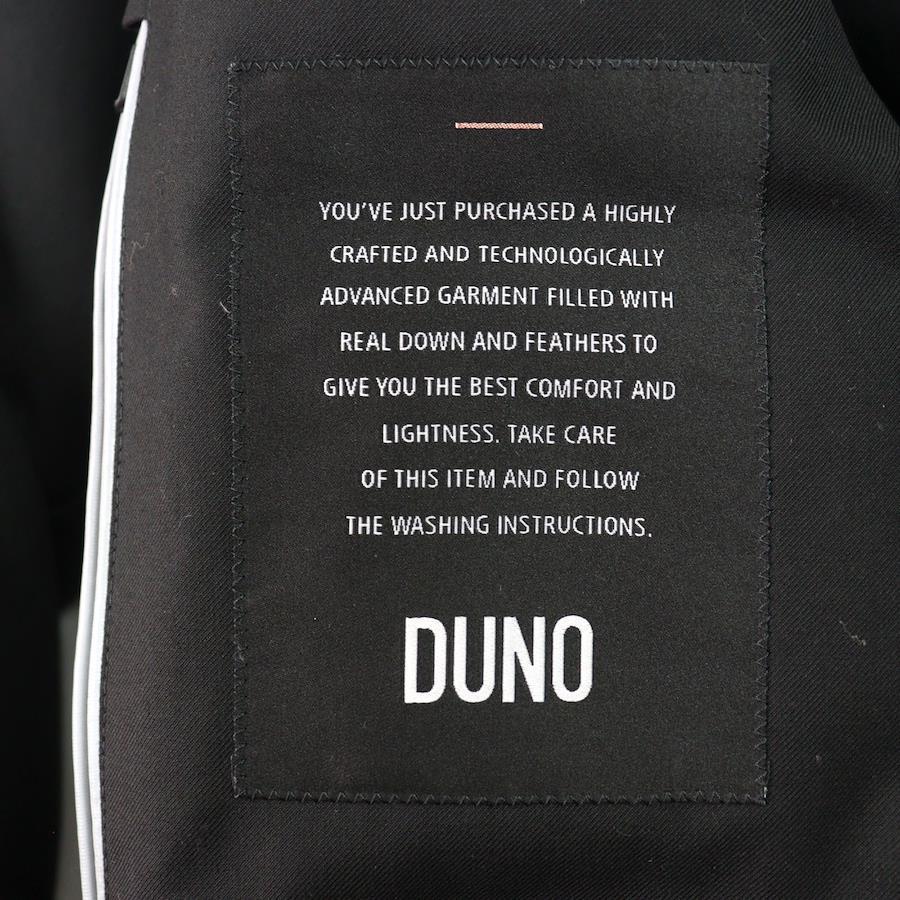 YOU'VE JUST PURCHASED A HIGHLY
CRAFTED AND TECHNOLOGICALLY
ADVANCED GARMENT FILLED WITH
REAL DOWN AND FEATHERS TO
GIVE YOU THE BEST COMFORT AND
LIGHTNESS. TAKE CARE
OF THIS ITEM AND FOLLOW
THE WASHING INSTRUCTIONS.
DUNO